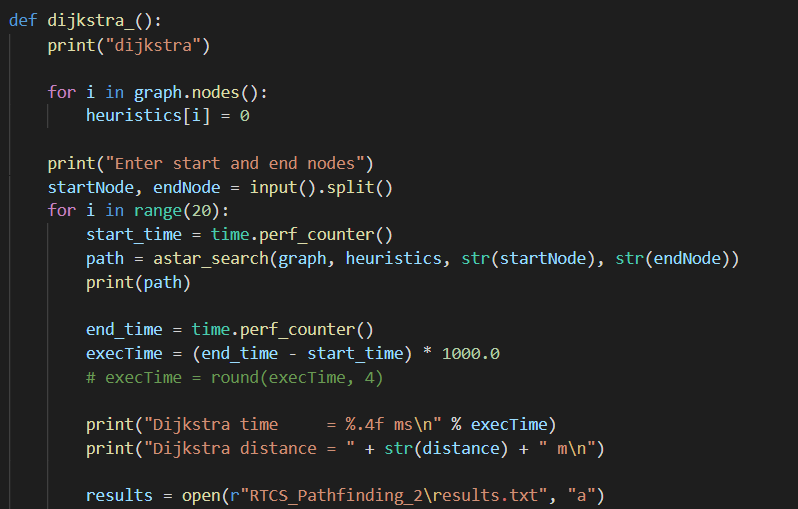 def dijkstra_():
    print("dijkstra")

    for i in graph.nodes():
        heuristics[i] = 0

    print("Enter start and end nodes")
    startNode, endNode = input().split()
    for i in range(20):
        start_time = time.perf_counter()
        path = astar_search(graph, heuristics, str(startNode), str(endNode))
        print(path)

        end_time = time.perf_counter()
        execTime = (end_time - start_time) * 1000.0
        # execTime = round(execTime, 4)

        print("Dijkstra time     = %.4f ms\n" % execTime)
        print("Dijkstra distance = " + str(distance) + " m\n")

        results = open(r"RTCS_Pathfinding_2\results.txt", "a")